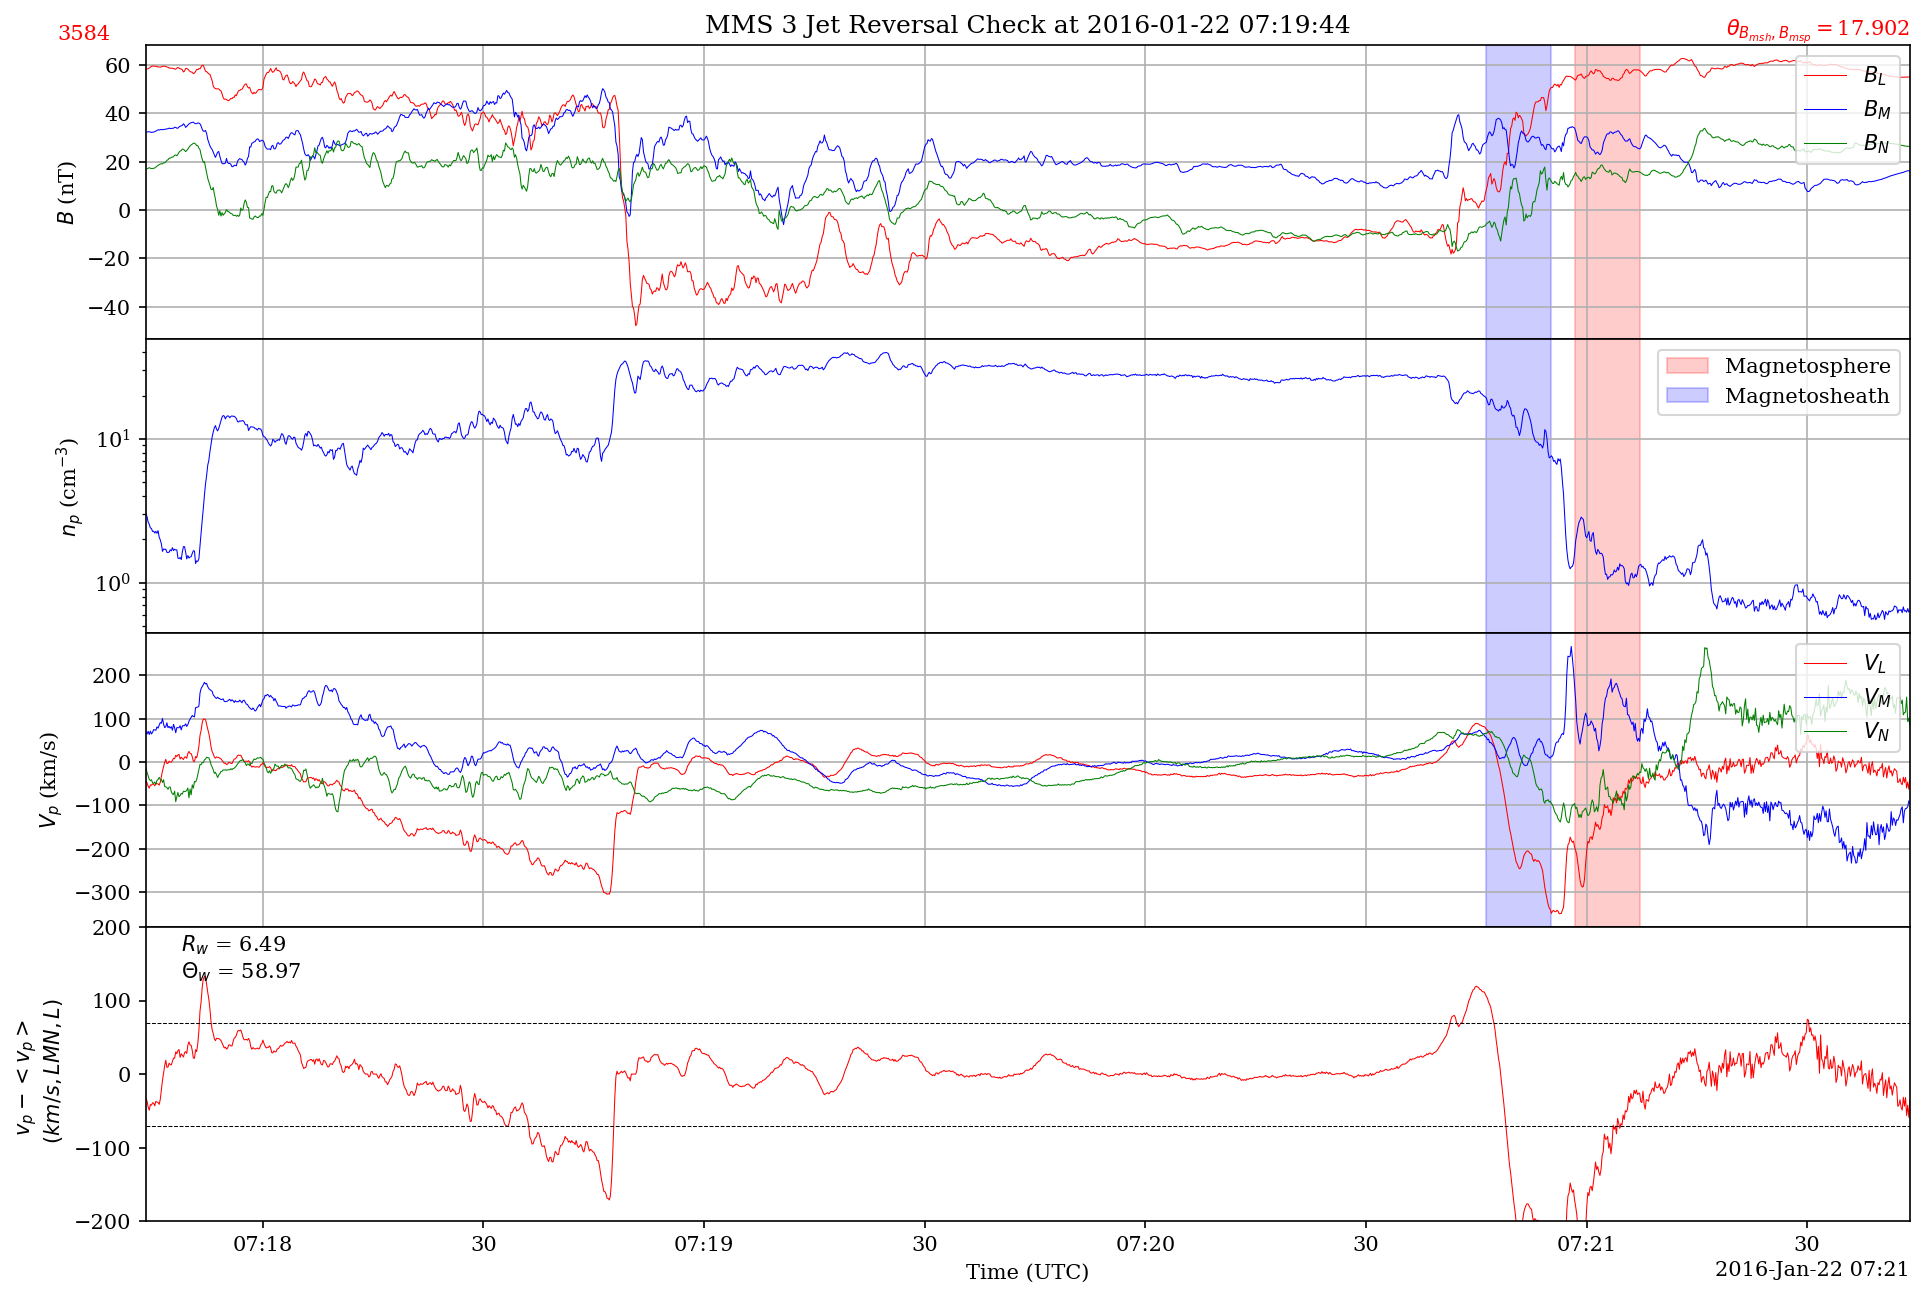 3584
MMS 3 Jet Reversal Check at 2016-01-22 07:19:44
θ_{B_{msh}, B_{msp}} = 17.902
60
40
20
0
−20
−40
B (nT)
B_L
B_M
B_N
10^1
10^0
n_p (cm^{−3})
Magnetosphere
Magnetosheath
200
100
0
−100
−200
−300
V_p (km/s)
V_L
V_M
V_N
200
100
0
−100
−200
v_p − < v_p >
(km/s, LMN, L)
R_w = 6.49
Θ_w = 58.97
07:18
30
07:19
30
07:20
30
07:21
30
Time (UTC)
2016-Jan-22 07:21